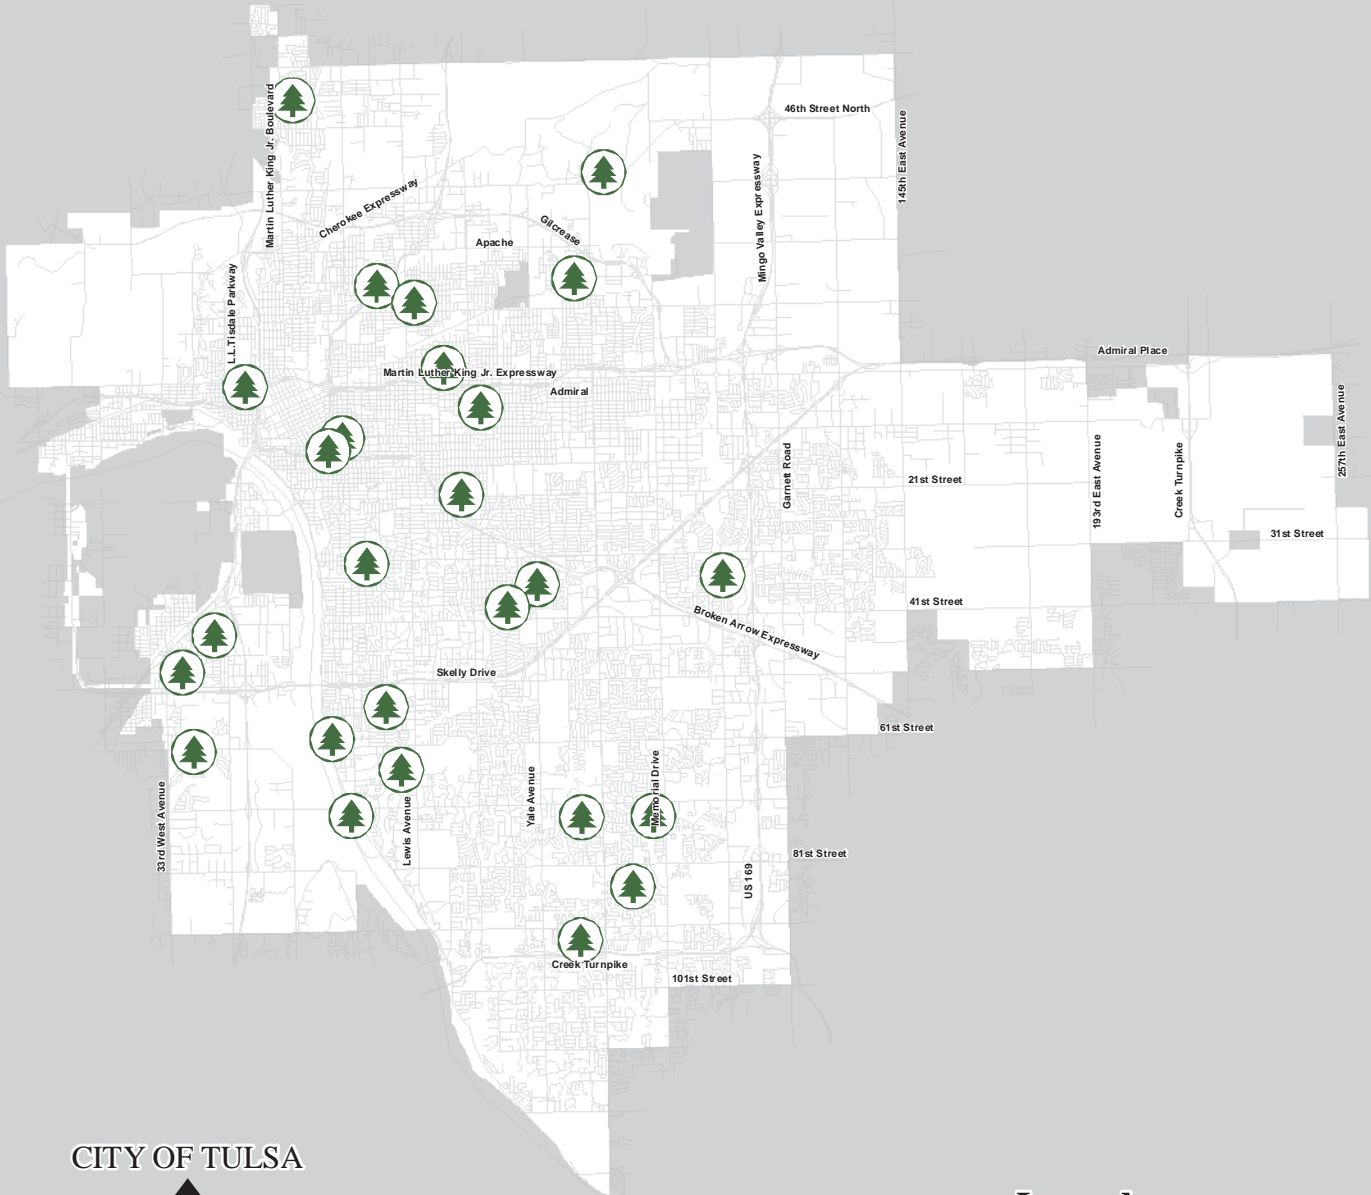 46th Street North
Martin Luther King Jr. Boulevard
145th East Avenue
Mingo Valley Expressway
Cherokee Expressway
Gilcrease
Apache
L.L.Tisdale Parkway
Admiral Place
Martin Luther King Jr. Expressway
Admiral
257th East Avenue
Garnett Road
193rd East Avenue
Creek Turnpike
21st Street
31st Street
41st Street
Broken Arrow Expressway
Skelly Drive
61st Street
Memorial Drive
Yale Avenue
33rd West Avenue
Lewis Avenue
81st Street
US 169
Creek Turnpike
101st Street
CITY OF TULSA